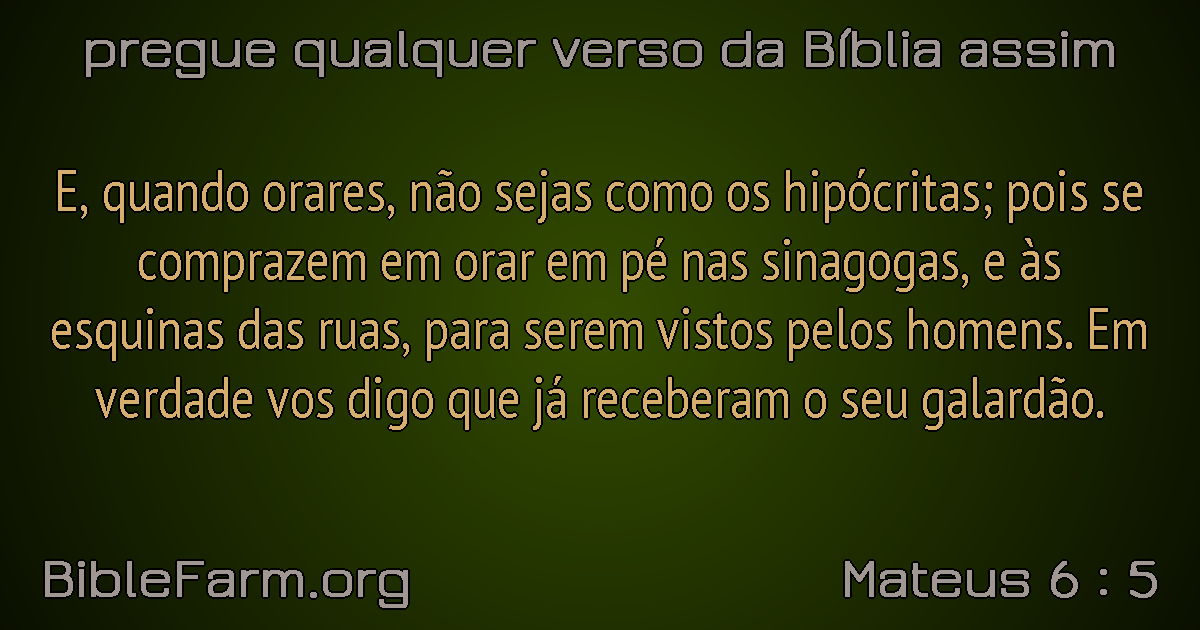 pregue qualquer verso da Bíblia assim
E, quando orares, não sejas como os hipócritas; pois se
comprazem em orar em pé nas sinagogas, e às
esquinas das ruas, para serem vistos pelos homens. Em
verdade vos digo que já receberam o seu galardão.
BibleFarm.org
Mateus 6 : 5